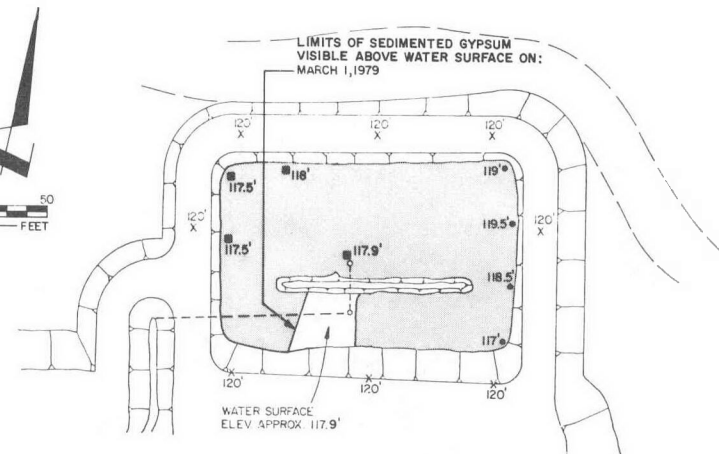 LIMITS OF SEDIMENTED GYPSUM
VISIBLE ABOVE WATER SURFACE ON:
MARCH 1, 1979
120'
X
120'
X
120'
X
117.5'
118'
119'
50
FEET
120'
X
117.5'
117.9'
119.5'
120'
X
118.5'
117'
X
120'
X
120'
X
120'
WATER SURFACE
ELEV. APPROX. 117.9'